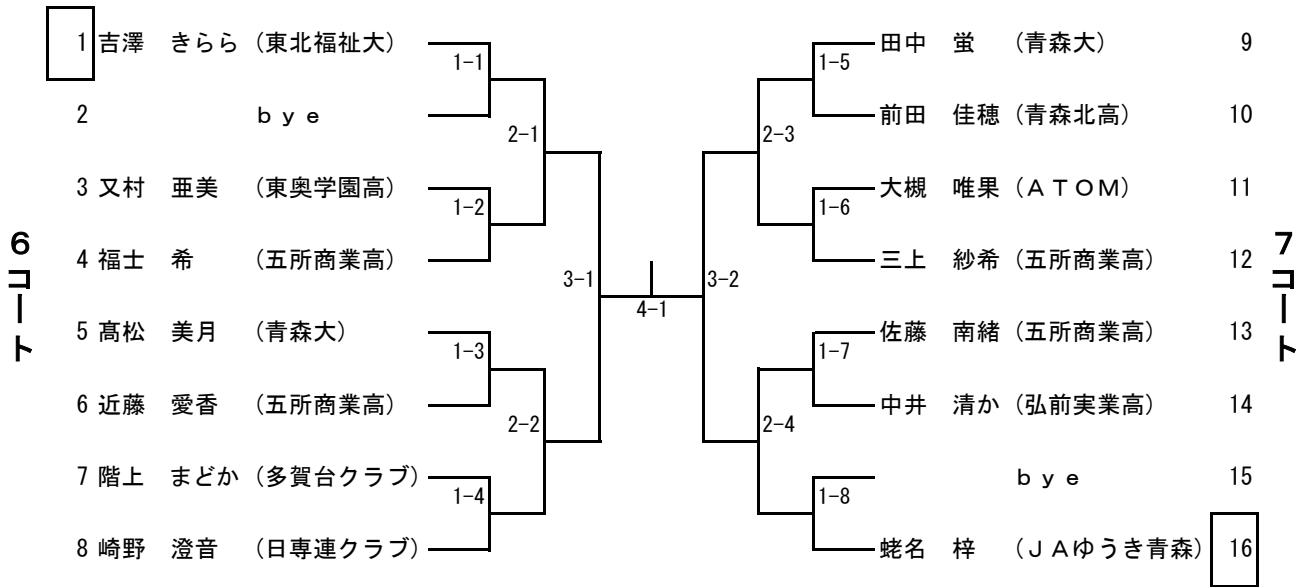 1 吉澤 きらら (東北福祉大)
1-1
2 bye
2-1
3 又村 亜美 (東奥学園高)
1-2
4 福士 希 (五所商業高)
6コート
3-1
5 髙松 美月 (青森大)
1-3
6 近藤 愛香 (五所商業高)
2-2
7 階上 まどか (多賀台クラブ)
1-4
8 崎野 澄音 (日専連クラブ)
4-1
田中 蛍 (青森大) 9
1-5
前田 佳穂 (青森北高) 10
2-3
大槻 唯果 (ATOM) 11
1-6
三上 紗希 (五所商業高) 12
7コート
3-2
佐藤 南緒 (五所商業高) 13
1-7
中井 清か (弘前実業高) 14
2-4
bye 15
1-8
蛯名 梓 (JAゆうき青森) 16